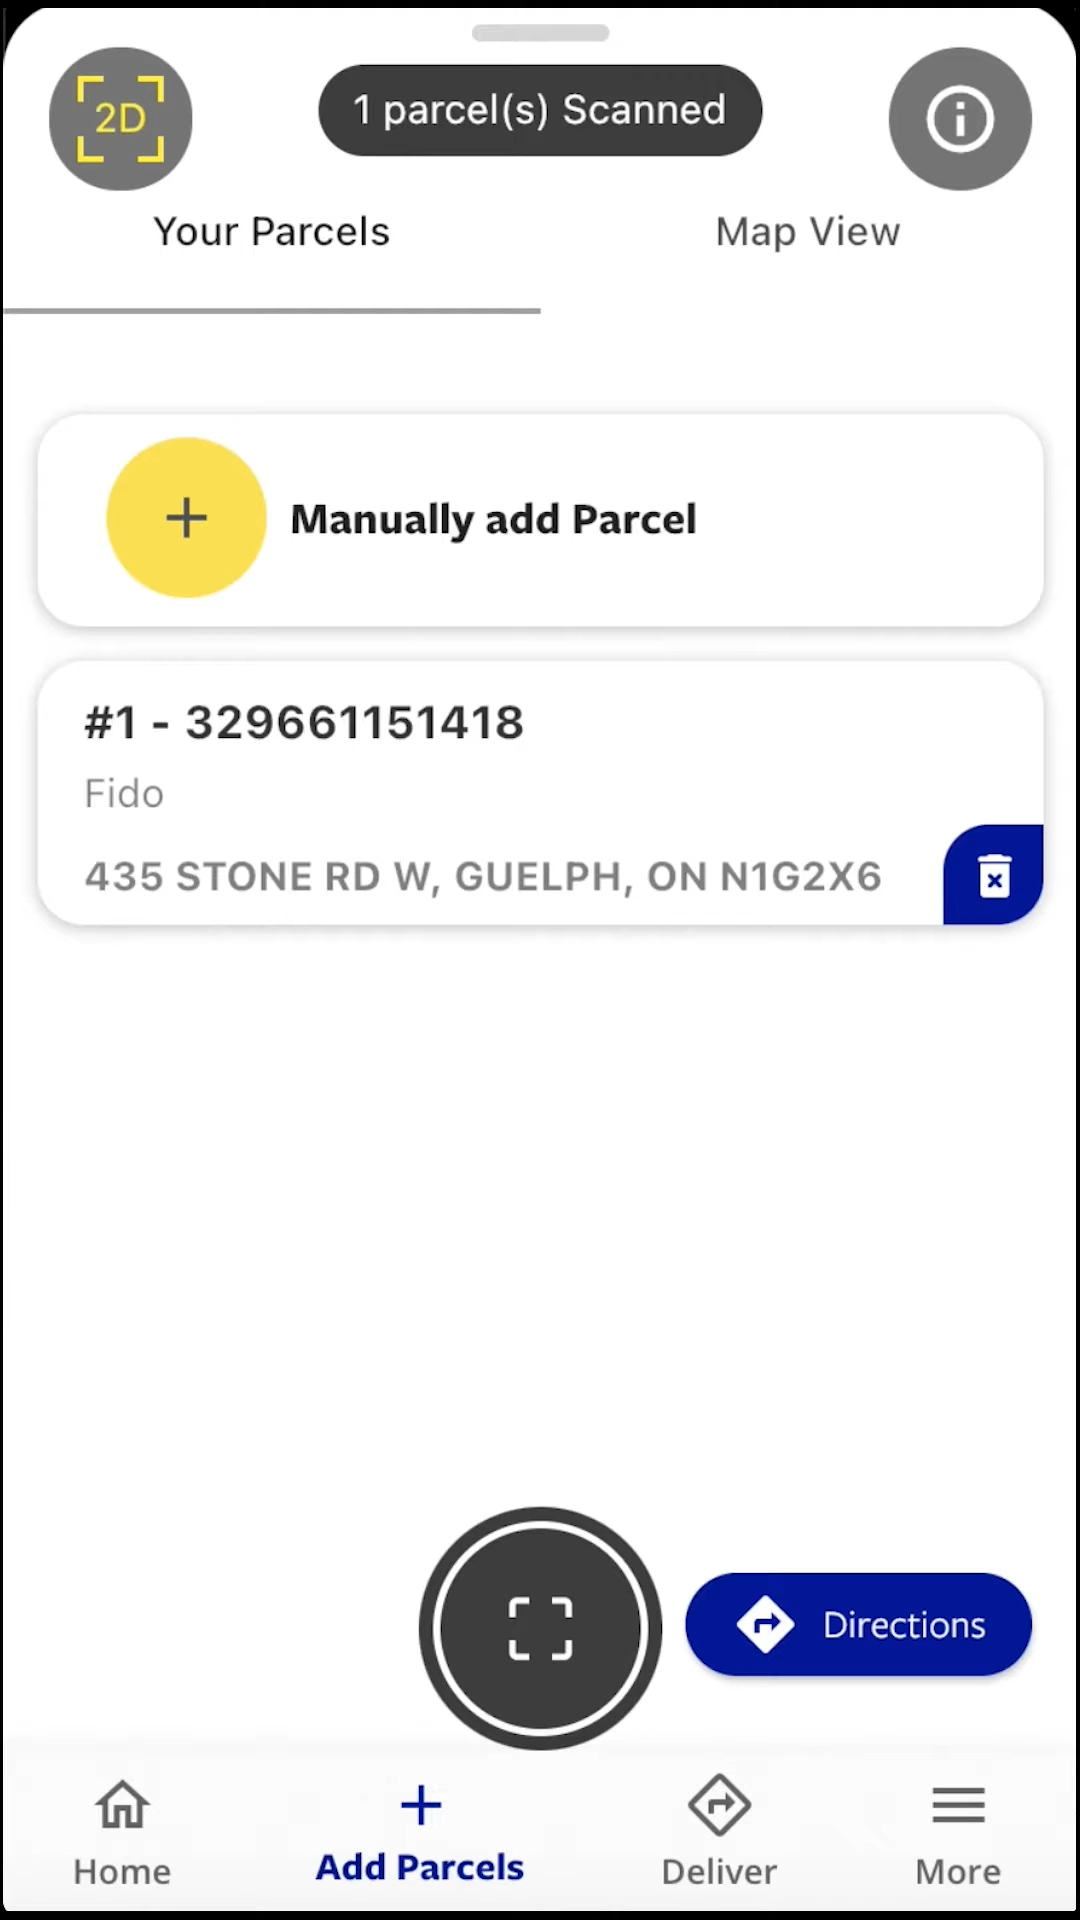 2D
1 parcel(s) Scanned
Your Parcels
Map View
Manually add Parcel
#1 - 329661151418
Fido
435 STONE RD W, GUELPH, ON N1G2X6
Directions
Home
Add Parcels
Deliver
More